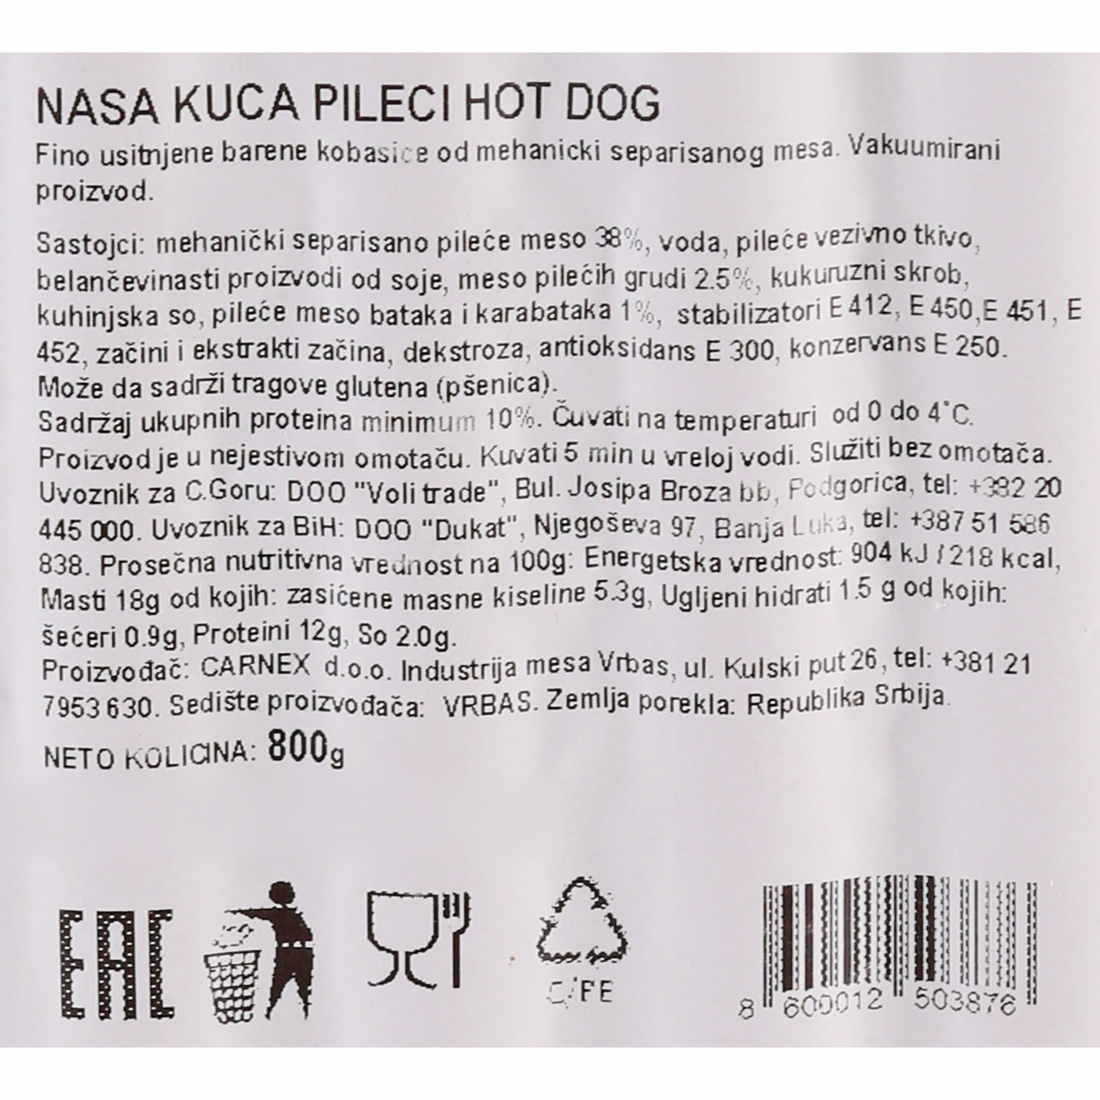 NASA KUCA PILECI HOT DOG
Fino usitnjene barene kobasice od mehanicki separisanog mesa. Vakuumirani
proizvod.
Sastojci: mehanički separisano pileće meso 38%, voda, pileće vezivno tkivo,
belančevinasti proizvodi od soje, meso pilećih grudi 2.5%, kukuruzni skrob,
kuhinjska so, pileće meso bataka i karabataka 1%, stabilizatori E 412, E 450,E 451, E
452, začini i ekstrakti začina, dekstroza, antioksidans E 300, konzervans E 250.
Može da sadrži tragove glutena (pšenica).
Sadržaj ukupnih proteina minimum 10%. Čuvati na temperaturi od 0 do 4°C.
Proizvod je u nejestivom omotaču. Kuvati 5 min u vreloj vodi. Služiti bez omotača.
Uvoznik za C.Goru: DOO "Voli trade", Bul. Josipa Broza bb, Podgorica, tel: +382 20
445 000. Uvoznik za BiH: DOO "Dukat", Njegoševa 97, Banja Luka, tel: +387 51 586
838. Prosečna nutritivna vrednost na 100g: Energetska vrednost: 904 kJ / 218 kcal,
Masti 18g od kojih: zasićene masne kiseline 5.3g, Ugljeni hidrati 1.5 g od kojih:
šećeri 0.9g, Proteini 12g, So 2.0g.
Proizvođač: CARNEX d.o.o. Industrija mesa Vrbas, ul. Kulski put 26, tel: +381 21
7953 630. Sedište proizvođača: VRBAS. Zemlja porekla: Republika Srbija.
NETO KOLICINA: 800g
EAC
C/PE
8 600012 503876